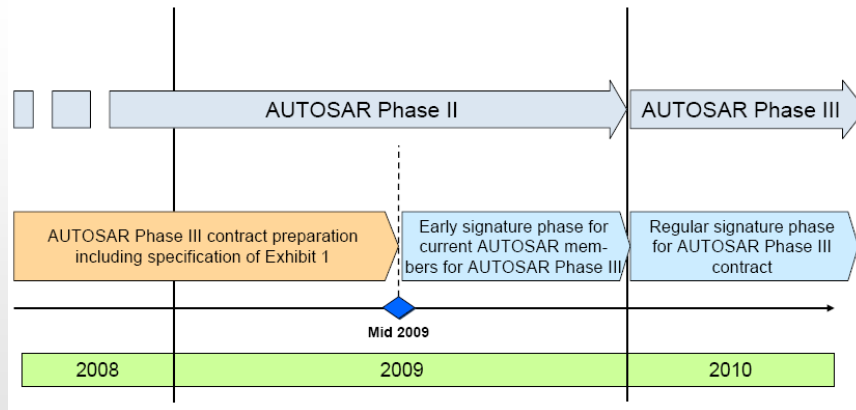 AUTOSAR Phase II
AUTOSAR Phase III
AUTOSAR Phase III contract preparation
including specification of Exhibit 1
Early signature phase for
current AUTOSAR mem-
bers for AUTOSAR Phase III
Regular signature phase
for AUTOSAR Phase III
contract
Mid 2009
2008
2009
2010